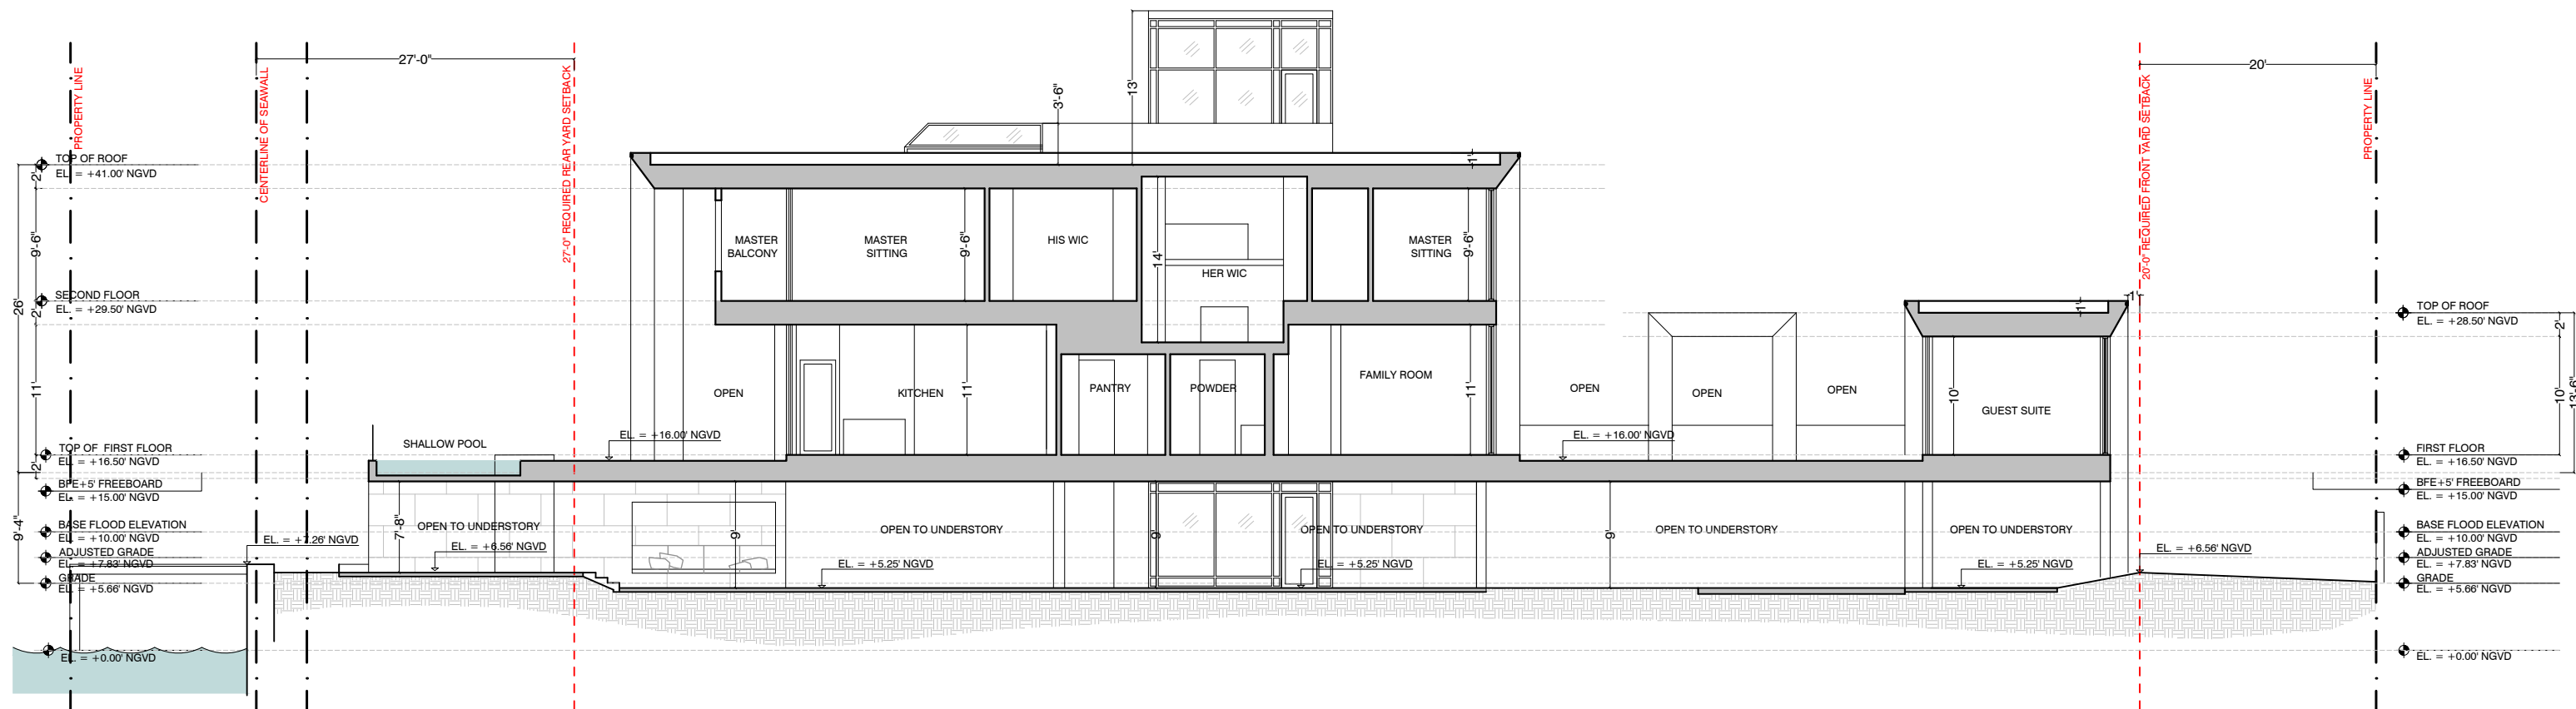 13'
3'-6"
27'-0"
20'
PROPERTY LINE
CENTERLINE OF SEAWALL
27'-0" REQUIRED REAR YARD SETBACK
20'-0" REQUIRED FRONT YARD SETBACK
PROPERTY LINE
TOP OF ROOF
EL. = +41.00' NGVD
SECOND FLOOR
EL. = +29.50' NGVD
TOP OF FIRST FLOOR
EL. = +16.50' NGVD
BFE+5' FREEBOARD
EL. = +15.00' NGVD
BASE FLOOD ELEVATION
EL. = +10.00' NGVD
ADJUSTED GRADE
EL. = +7.83' NGVD
GRADE
EL. = +5.66' NGVD
EL. = +0.00' NGVD
2'
9'-6"
2'
11'
2'
26'
9'-4"
EL. = +7.26' NGVD
MASTER
BALCONY
MASTER
SITTING
9'-6"
HIS WIC
14'
HER WIC
MASTER
SITTING
9'-6"
1'
OPEN
KITCHEN
11'
PANTRY
POWDER
FAMILY ROOM
11'
OPEN
OPEN
OPEN
GUEST SUITE
10'
1'
1'
SHALLOW POOL
EL. = +16.00' NGVD
EL. = +16.00' NGVD
OPEN TO UNDERSTORY
7'-8"
EL. = +6.56' NGVD
9'
OPEN TO UNDERSTORY
EL. = +5.25' NGVD
9'
OPEN TO UNDERSTORY
EL. = +5.25' NGVD
9'
OPEN TO UNDERSTORY
OPEN TO UNDERSTORY
EL. = +5.25' NGVD
EL. = +6.56' NGVD
TOP OF ROOF
EL. = +28.50' NGVD
FIRST FLOOR
EL. = +16.50' NGVD
BFE+5' FREEBOARD
EL. = +15.00' NGVD
BASE FLOOD ELEVATION
EL. = +10.00' NGVD
ADJUSTED GRADE
EL. = +7.83' NGVD
GRADE
EL. = +5.66' NGVD
EL. = +0.00' NGVD
2'
10'
13'-6"